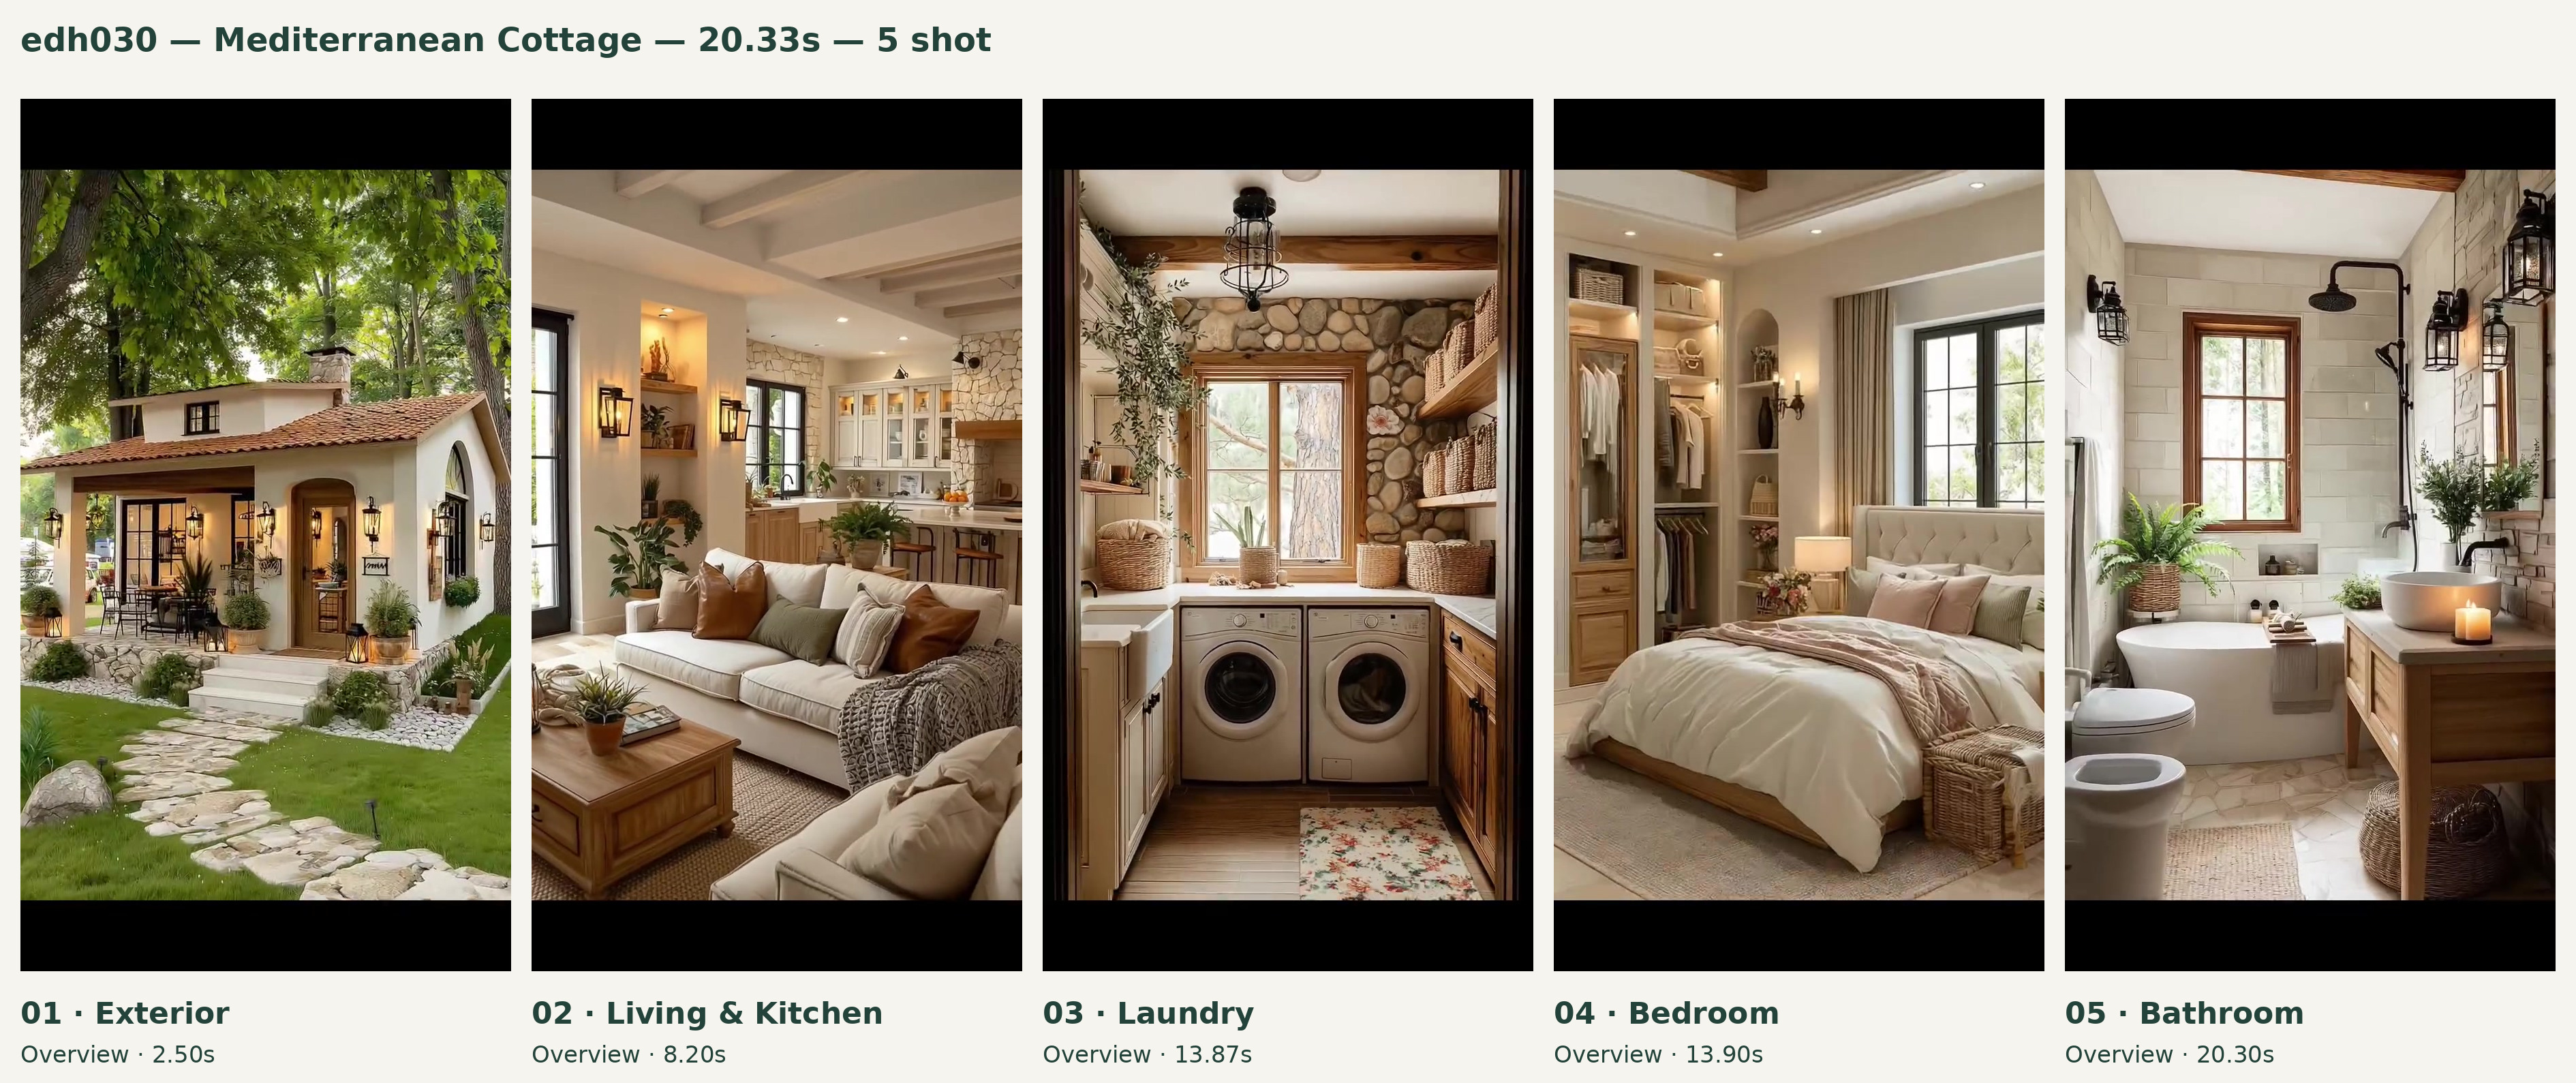 edh030 — Mediterranean Cottage — 20.33s — 5 shot
01 · Exterior
Overview · 2.50s
02 · Living & Kitchen
Overview · 8.20s
03 · Laundry
Overview · 13.87s
04 · Bedroom
Overview · 13.90s
05 · Bathroom
Overview · 20.30s